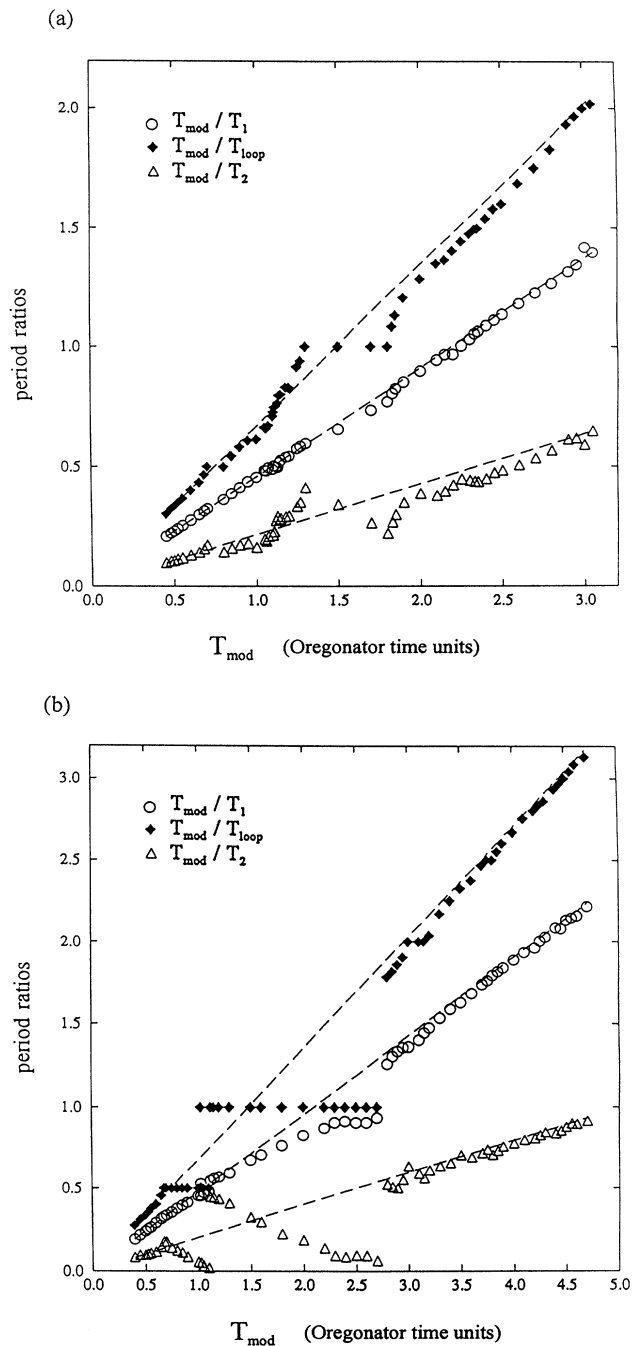 (a)
2.0
1.5
1.0
0.5
0.0
period ratios
T_mod / T_1
T_mod / T_loop
T_mod / T_2
0.0 0.5 1.0 1.5 2.0 2.5 3.0
T_mod (Oregonator time units)
(b)
3.0
2.5
2.0
1.5
1.0
0.5
0.0
period ratios
T_mod / T_1
T_mod / T_loop
T_mod / T_2
0.0 0.5 1.0 1.5 2.0 2.5 3.0 3.5 4.0 4.5 5.0
T_mod (Oregonator time units)